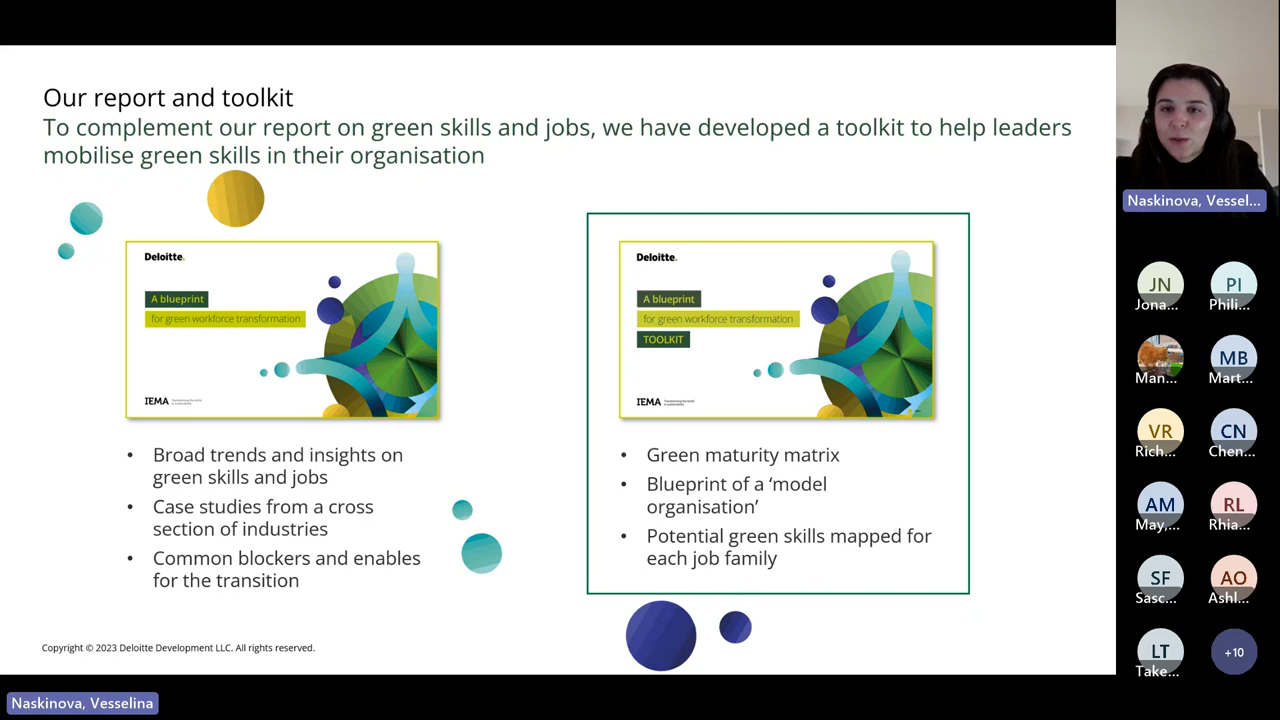 Our report and toolkit
To complement our report on green skills and jobs, we have developed a toolkit to help leaders
mobilise green skills in their organisation
Deloitte.
A blueprint
for green workforce transformation
IEMA
Deloitte.
A blueprint
for green workforce transformation
TOOLKIT
IEMA
• Broad trends and insights on
green skills and jobs
• Case studies from a cross
section of industries
• Common blockers and enables
for the transition
• Green maturity matrix
• Blueprint of a ‘model
organisation’
• Potential green skills mapped for
each job family
Copyright © 2023 Deloitte Development LLC. All rights reserved.
Naskinova, Vesselina
Naskinova, Vessel...
JN
Jona...
PI
Phili...
Man...
MB
Mart...
VR
Rich...
CN
Chen...
AM
May,...
RL
Rhia...
SF
Sasc...
AO
Ashl...
LT
Take...
+10